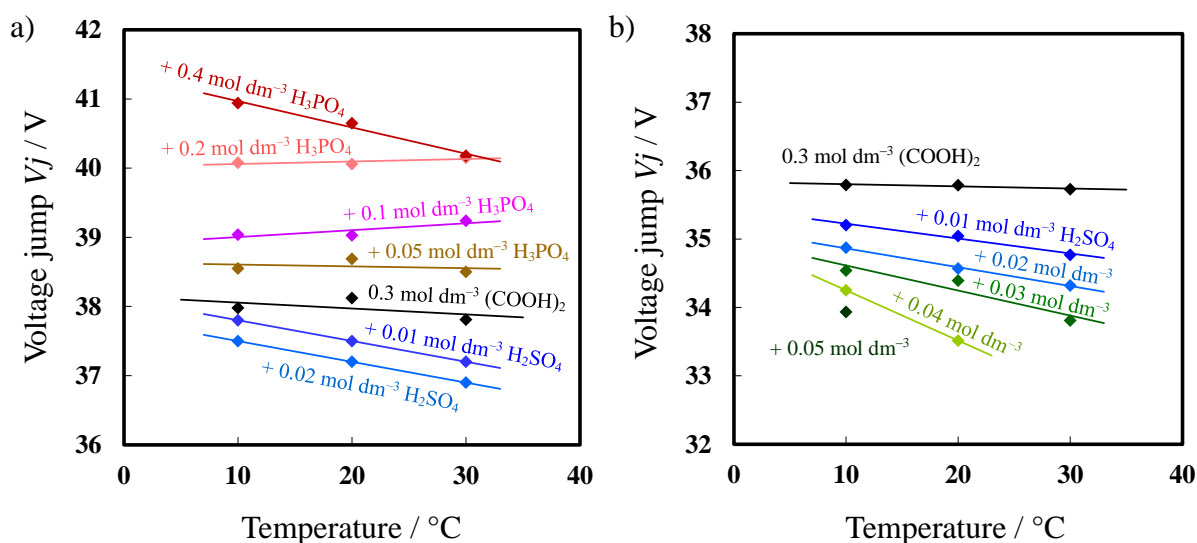 a)
Voltage jump Vj / V
42
41
40
39
38
37
36
+ 0.4 mol dm⁻³ H₃PO₄
+ 0.2 mol dm⁻³ H₃PO₄
+ 0.1 mol dm⁻³ H₃PO₄
+ 0.05 mol dm⁻³ H₃PO₄
0.3 mol dm⁻³ (COOH)₂
+ 0.01 mol dm⁻³ H₂SO₄
+ 0.02 mol dm⁻³ H₂SO₄
0 10 20 30 40
Temperature / °C
b)
Voltage jump Vj / V
38
37
36
35
34
33
32
0.3 mol dm⁻³ (COOH)₂
+ 0.01 mol dm⁻³ H₂SO₄
+ 0.02 mol dm⁻³
+ 0.03 mol dm⁻³
+ 0.04 mol dm⁻³
+ 0.05 mol dm⁻³
0 10 20 30 40
Temperature / °C